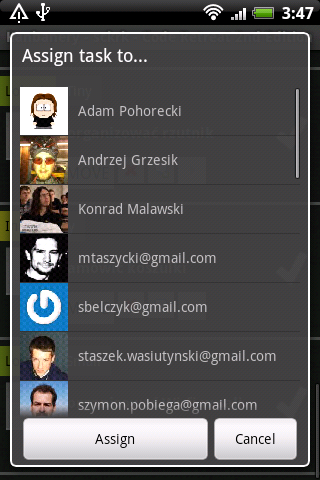 3:47
Assign task to...
Adam Pohorecki
Andrzej Grzesik
Konrad Malawski
mtaszycki@gmail.com
sbelczyk@gmail.com
staszek.wasiutynski@gmail.com
szymon.pobiega@gmail.com
Assign
Cancel